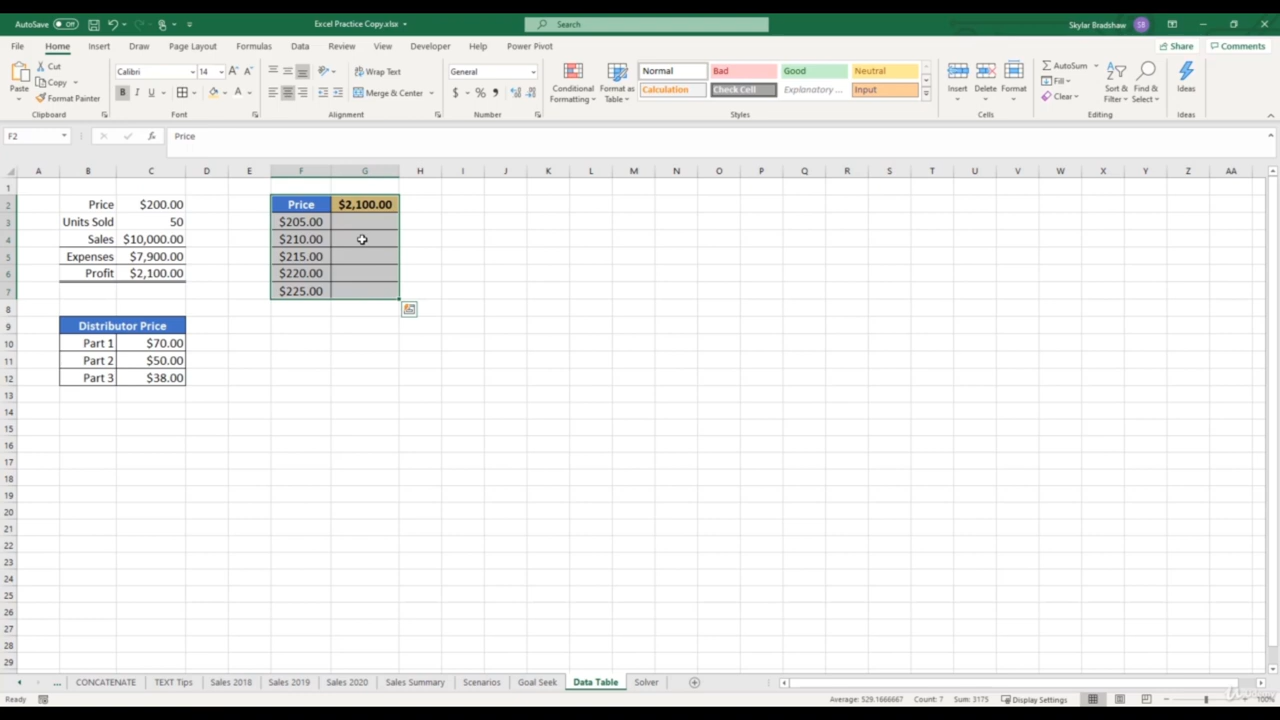 AutoSave Off Excel Practice Copy.xlsx Search Skylar Bradshaw SB
File Home Insert Draw Page Layout Formulas Data Review View Developer Help Power Pivot Share Comments
Paste Cut Copy Format Painter
Calibri 14
B I U
Wrap Text
Merge & Center
General
$ % ,
Conditional Formatting
Format as Table
Normal Bad Good Neutral
Calculation Check Cell Explanatory ... Input
Insert Delete Format
AutoSum
Fill
Clear
Sort & Filter
Find & Select
Ideas
Clipboard Font Alignment Number Styles Cells Editing Ideas
F2 fx Price
A B C D E F G H I J K L M N O P Q R S T U V W X Y Z AA
1
2 Price $200.00 Price $2,100.00
3 Units Sold 50 $205.00
4 Sales $10,000.00 $210.00
5 Expenses $7,900.00 $215.00
6 Profit $2,100.00 $220.00
7 $225.00
8
9 Distributor Price
10 Part 1 $70.00
11 Part 2 $50.00
12 Part 3 $38.00
13
14
15
16
17
18
19
20
21
22
23
24
25
26
27
28
29
... CONCATENATE TEXT Tips Sales 2018 Sales 2019 Sales 2020 Sales Summary Scenarios Goal Seek Data Table Solver
Ready Average: 529.1666667 Count: 7 Sum: 3175 Display Settings 100%